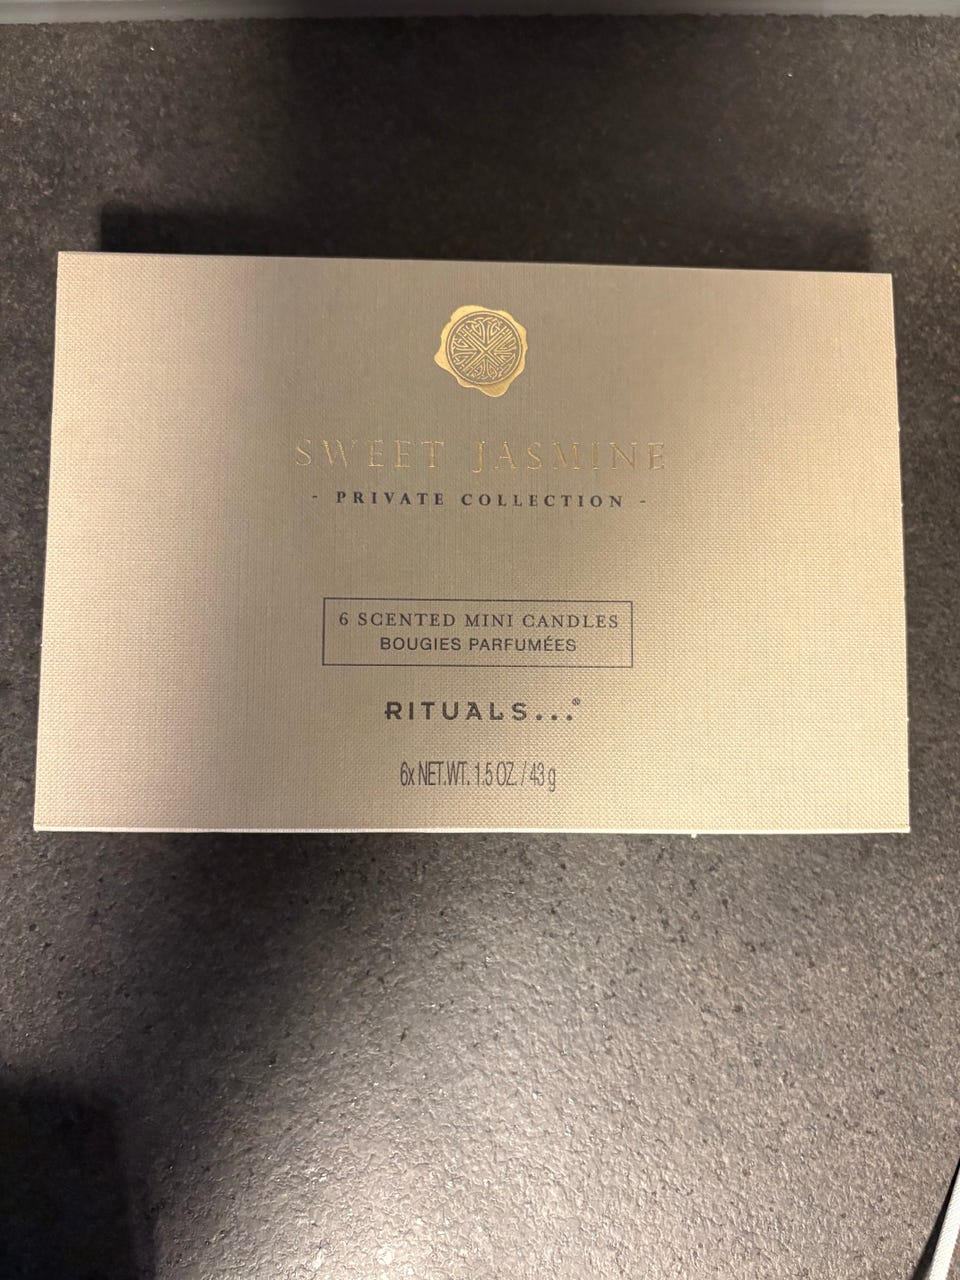 SWEET JASMINE
- PRIVATE COLLECTION -
6 SCENTED MINI CANDLES
BOUGIES PARFUMÉES
RITUALS...®
6x NET.WT. 1.5 OZ. / 43 g